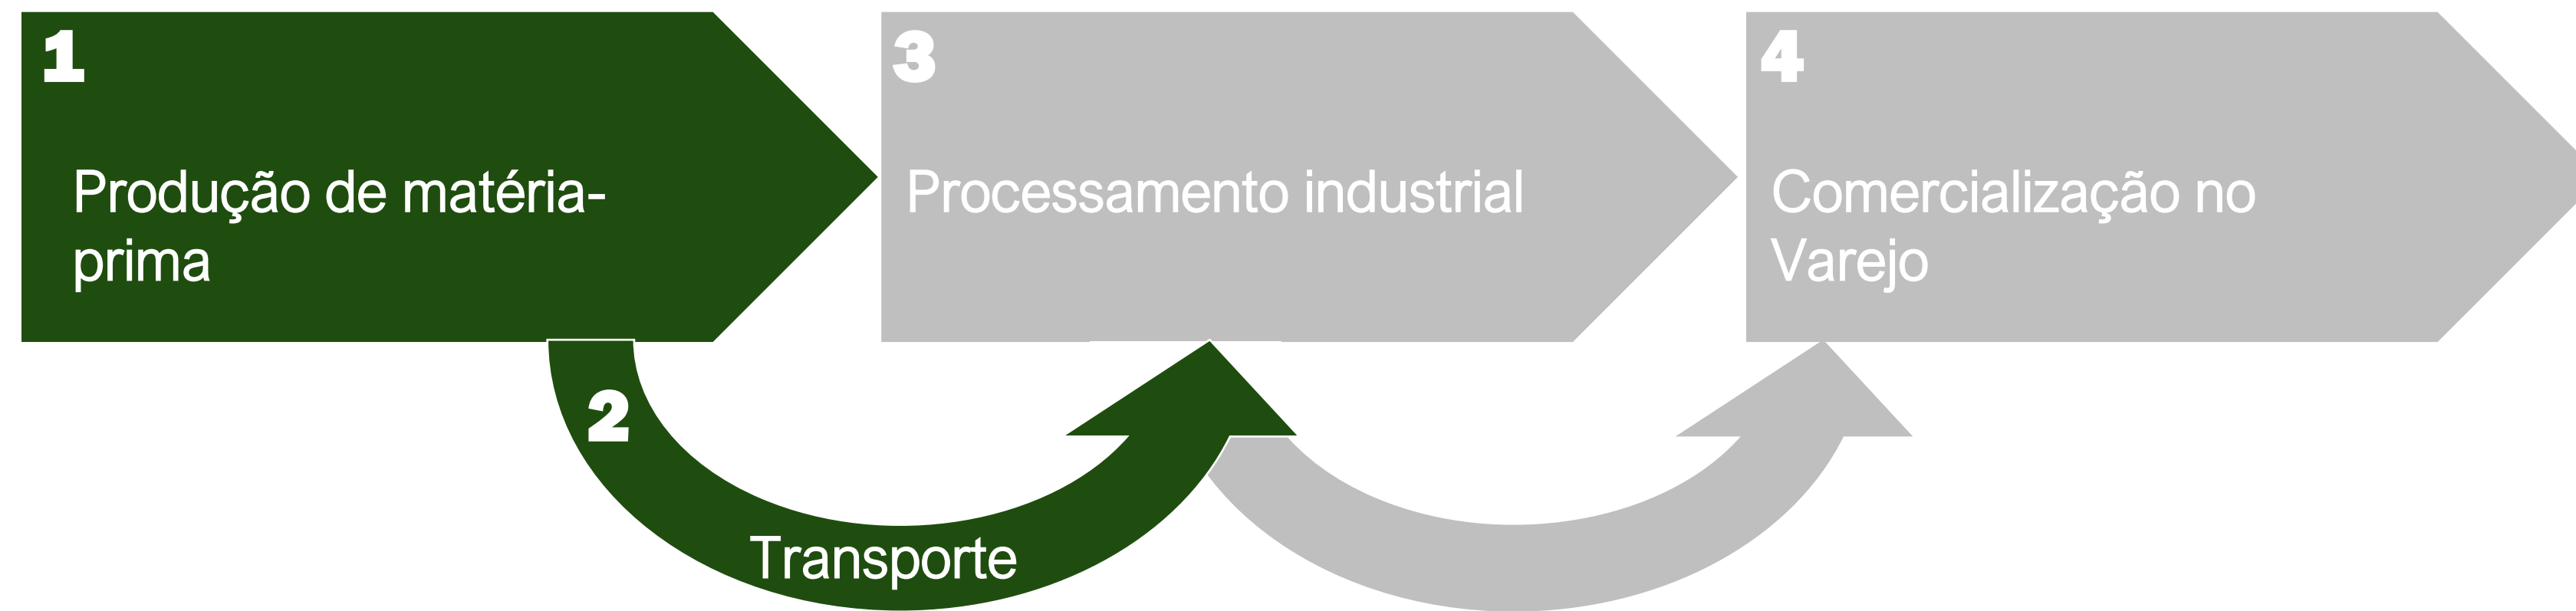 1
Produção de matéria-
prima
2
Transporte
3
Processamento industrial
4
Comercialização no
Varejo